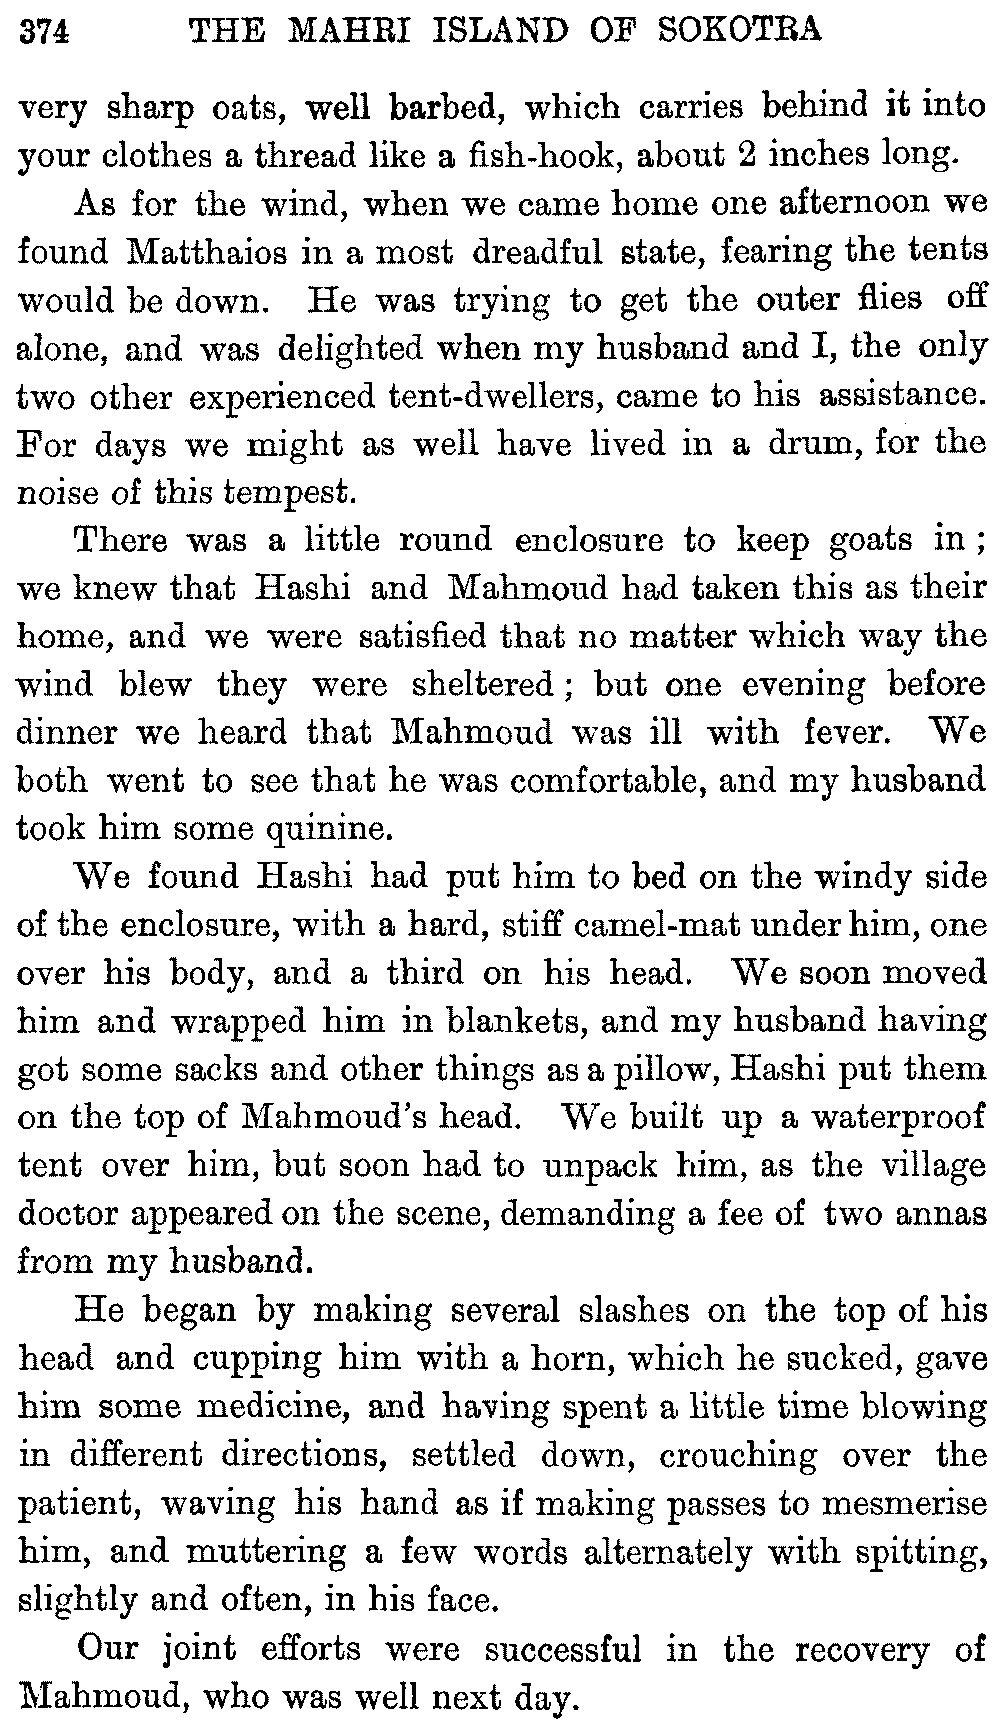 374 THE MAHRI ISLAND OF SOKOTRA
very sharp oats, well barbed, which carries behind it into
your clothes a thread like a fish-hook, about 2 inches long.
As for the wind, when we came home one afternoon we
found Matthaios in a most dreadful state, fearing the tents
would be down. He was trying to get the outer flies off
alone, and was delighted when my husband and I, the only
two other experienced tent-dwellers, came to his assistance.
For days we might as well have lived in a drum, for the
noise of this tempest.
There was a little round enclosure to keep goats in ;
we knew that Hashi and Mahmoud had taken this as their
home, and we were satisfied that no matter which way the
wind blew they were sheltered ; but one evening before
dinner we heard that Mahmoud was ill with fever. We
both went to see that he was comfortable, and my husband
took him some quinine.
We found Hashi had put him to bed on the windy side
of the enclosure, with a hard, stiff camel-mat under him, one
over his body, and a third on his head. We soon moved
him and wrapped him in blankets, and my husband having
got some sacks and other things as a pillow, Hashi put them
on the top of Mahmoud's head. We built up a waterproof
tent over him, but soon had to unpack him, as the village
doctor appeared on the scene, demanding a fee of two annas
from my husband.
He began by making several slashes on the top of his
head and cupping him with a horn, which he sucked, gave
him some medicine, and having spent a little time blowing
in different directions, settled down, crouching over the
patient, waving his hand as if making passes to mesmerise
him, and muttering a few words alternately with spitting,
slightly and often, in his face.
Our joint efforts were successful in the recovery of
Mahmoud, who was well next day.